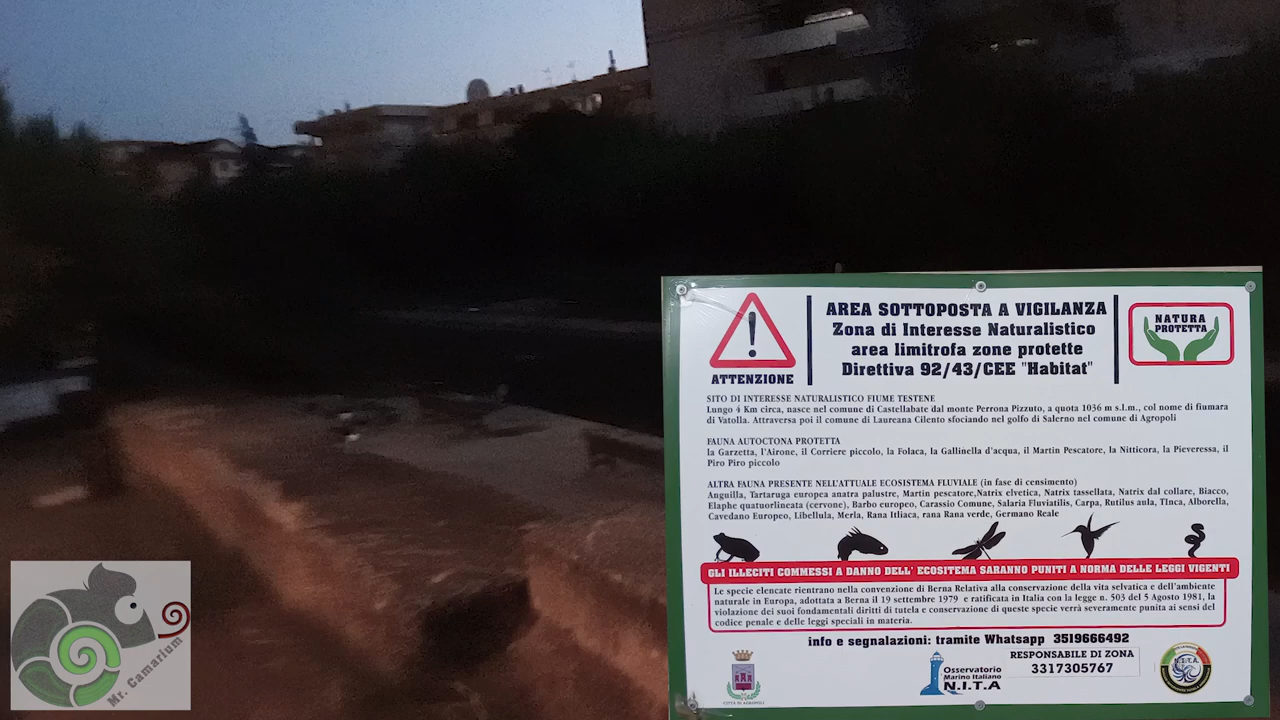 AREA SOTTOPOSTA A VIGILANZA
Zona di Interesse Naturalistico
area limitrofa zone protette
Direttiva 92/43/CEE "Habitat"
ATTENZIONE
NATURA
PROTETTA
SITO DI INTERESSE NATURALISTICO FIUME TESTENE
Lungo 4 Km circa, nasce nel comune di Castellabate dal monte Perrona Pizzuto, a quota 1036 m s.l.m., col nome di fiumara
di Vatolla. Attraversa poi il comune di Laureana Cilento sfociando nel golfo di Salerno nel comune di Agropoli
FAUNA AUTOCTONA PROTETTA
la Garzetta, l'Airone, il Corriere piccolo, la Folaca, la Gallinella d'acqua, il Martin Pescatore, la Nitticora, la Pieveressa, il
Piro Piro piccolo
ALTRA FAUNA PRESENTE NELL'ATTUALE ECOSISTEMA FLUVIALE (in fase di censimento)
Anguilla, Tartaruga europea anatra palustre, Martin pescatore,Natrix elvetica, Natrix tassellata, Natrix dal collare, Biacco,
Elaphe quatuorlincata (cervone), Barbo europeo, Carassio Comune, Salaria Fluviatilis, Carpa, Rutilus aula, TInca, Alborella,
Cavedano Europeo, Libellula, Merla, Rana Itliaca, rana Rana verde, Germano Reale
GLI ILLECITI COMMESSI A DANNO DELL' ECOSITEMA SARANNO PUNITI A NORMA DELLE LEGGI VIGENTI
Le specie elencate rientrano nella convenzione di Berna Relativa alla conservazione della vita selvatica e dell'ambiente
naturale in Europa, adottata a Berna il 19 settembre 1979 e ratificata in Italia con la legge n. 503 del 5 Agosto 1981, la
violazione dei suoi fondamentali diritti di tutela e conservazione di queste specie verrà severamente punita ai sensi del
codice penale e delle leggi speciali in materia.
info e segnalazioni: tramite Whatsapp 3519666492
RESPONSABILE DI ZONA
3317305767
Osservatorio
Marino Italiano
N.I.T.A
CITTÀ DI AGROPOLI
N.I.T.A.
Mr. Camarium